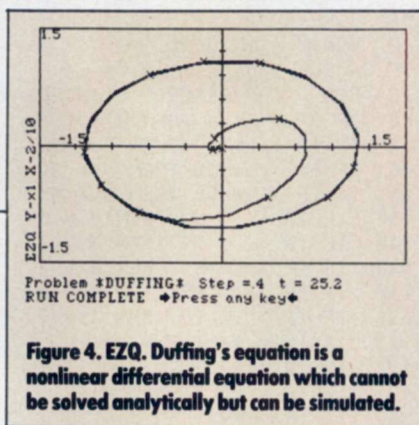 1.5
-1.5
1.5
-1.5
EZQ Y-x1 X-2/10
Problem *DUFFING* Step =.4 t = 25.2
RUN COMPLETE →Press any key←
Figure 4. EZQ. Duffing's equation is a
nonlinear differential equation which cannot
be solved analytically but can be simulated.